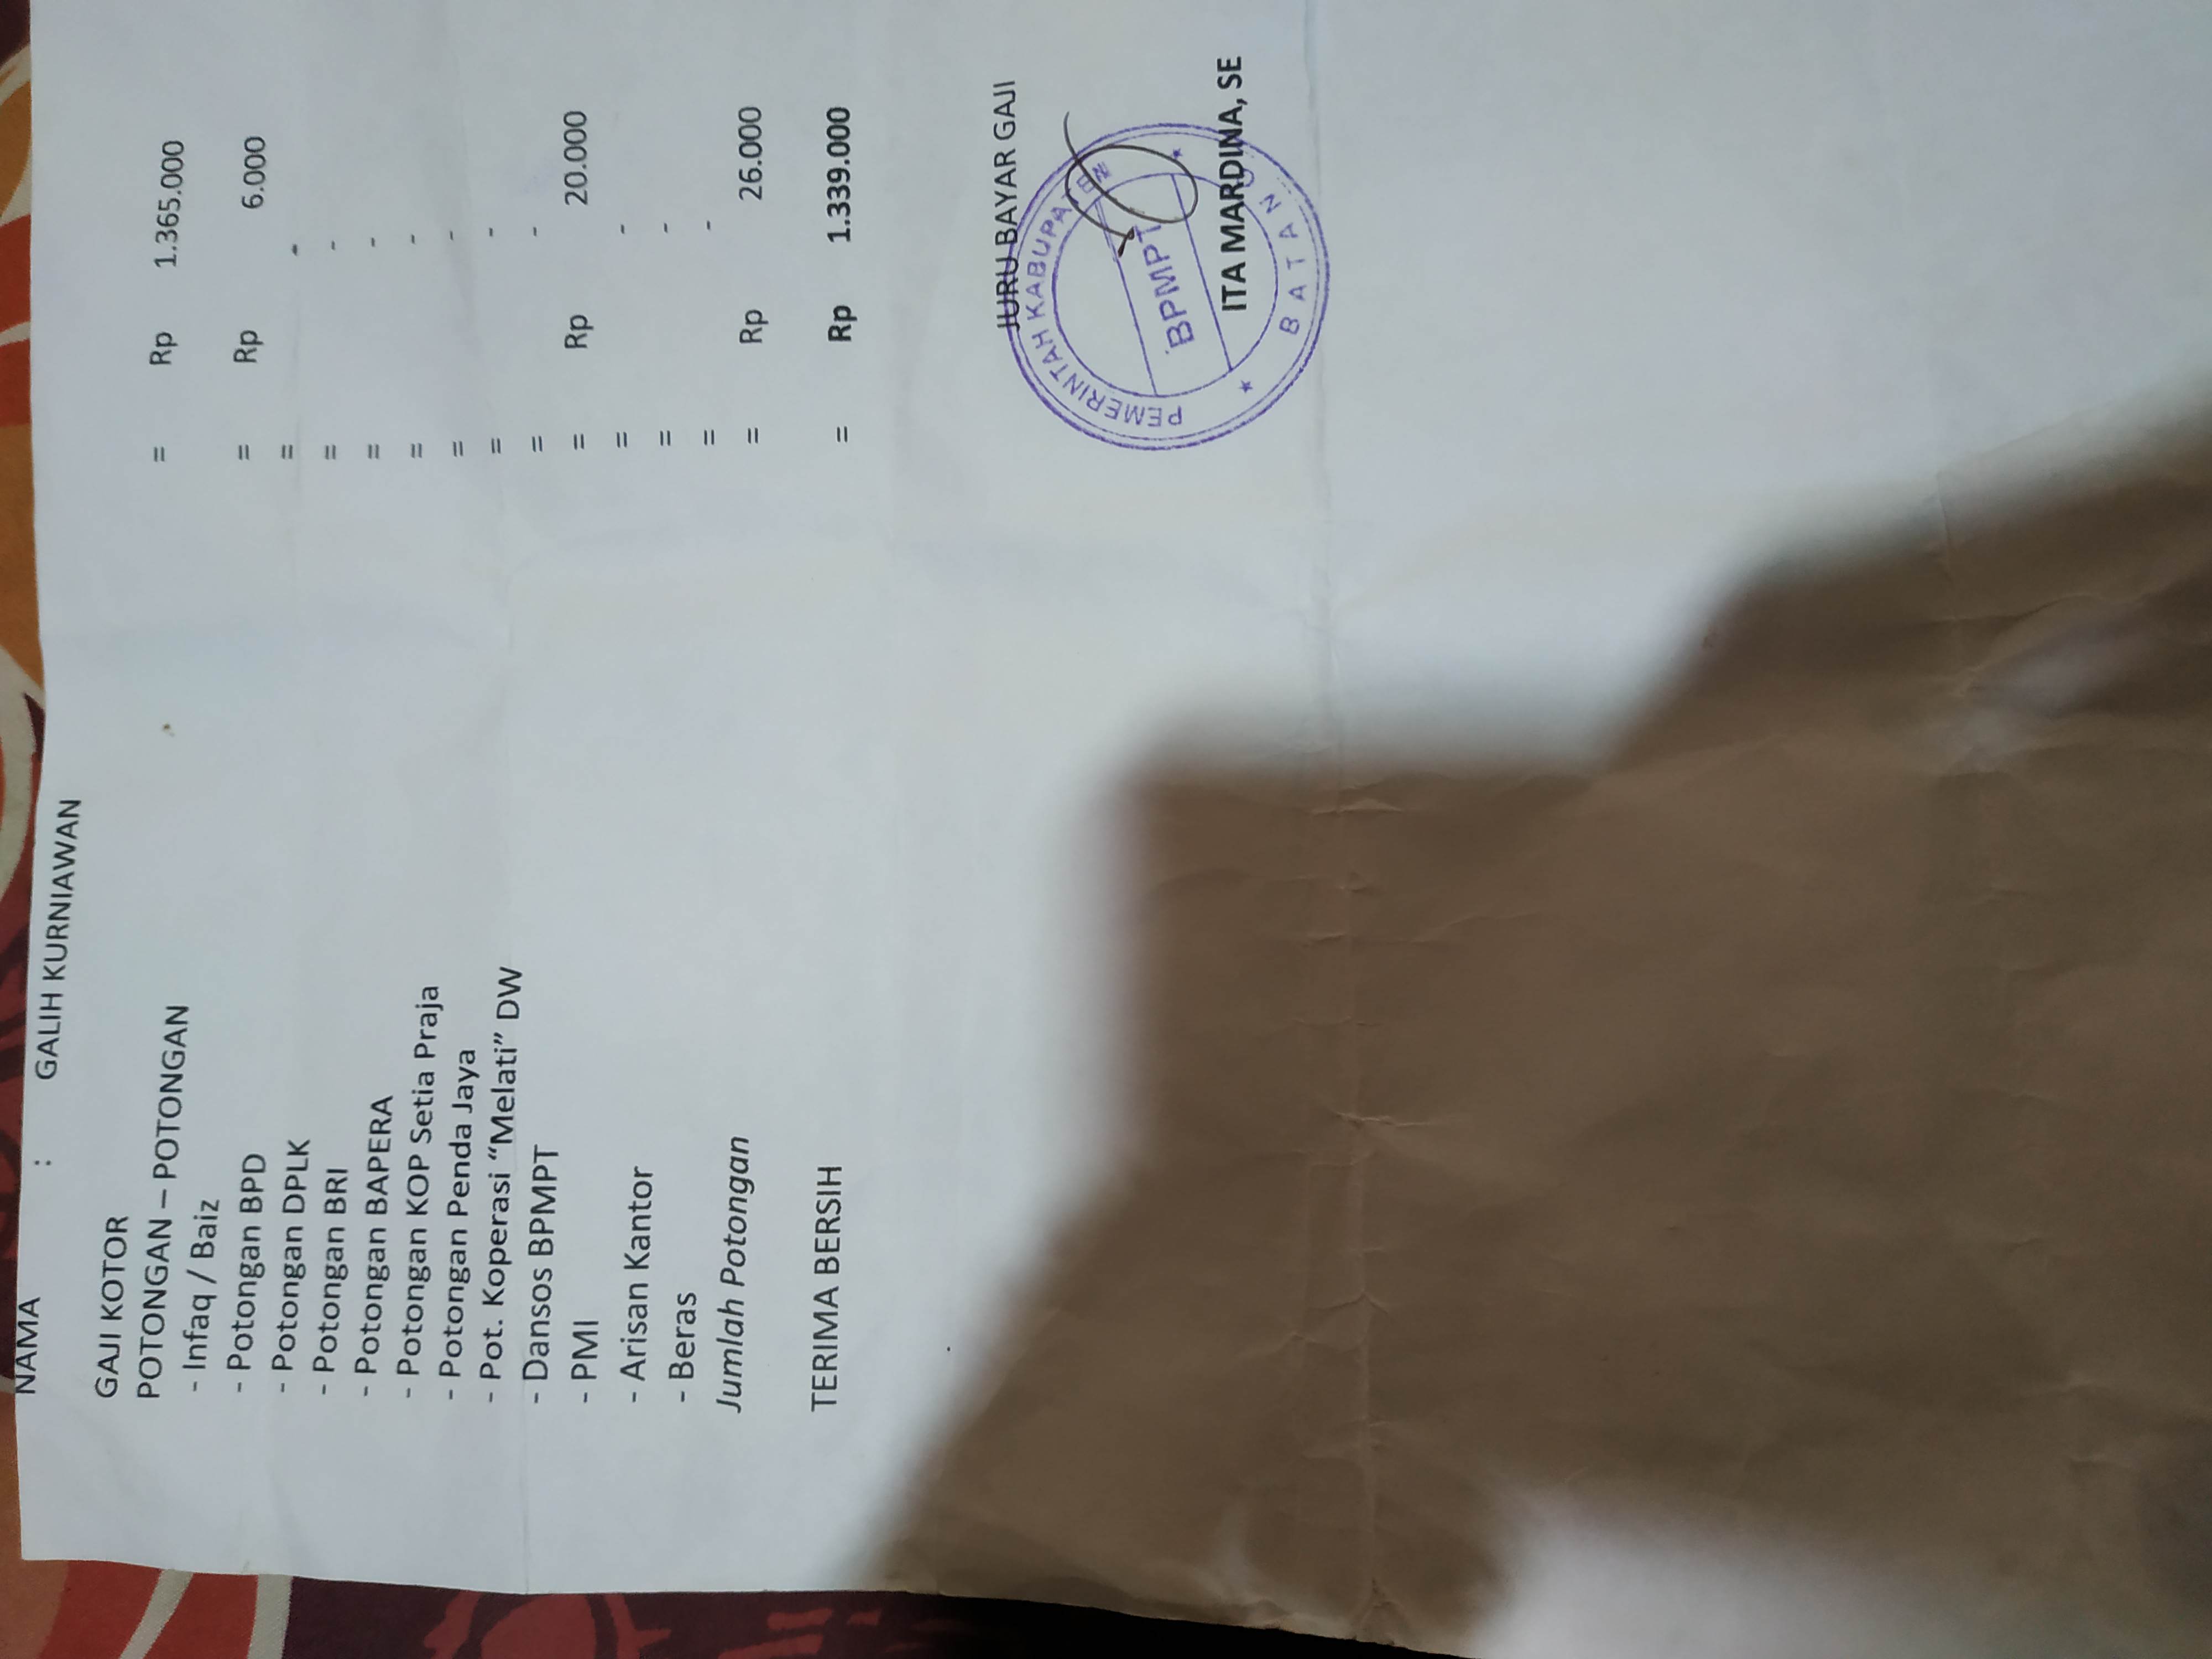 NAMA : GALIH KURNIAWAN
GAJI KOTOR = Rp 1.365.000
POTONGAN – POTONGAN
- Infaq / Baiz = Rp 6.000
- Potongan BPD = -
- Potongan DPLK = -
- Potongan BRI = -
- Potongan BAPERA = -
- Potongan KOP Setia Praja = -
- Potongan Penda Jaya = -
- Pot. Koperasi “Melati” DW = -
- Dansos BPMPT = Rp 20.000
- PMI = -
- Arisan Kantor = -
- Beras = -
Jumlah Potongan = Rp 26.000
TERIMA BERSIH = Rp 1.339.000
JURU BAYAR GAJI
PEMERINTAH KABUPATEN
BPMPT
ITA MARDINA, SE
BATANG